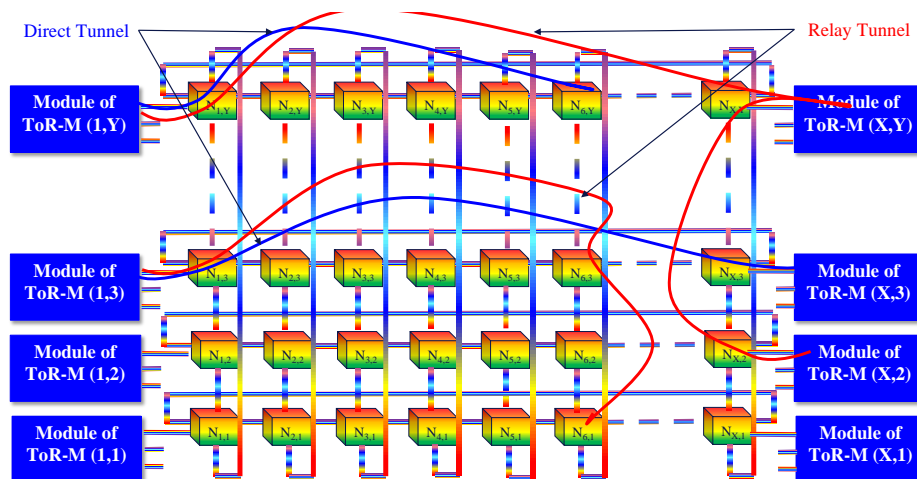 Direct Tunnel
Relay Tunnel
Module of
ToR-M (1,Y)
N1,Y
N2,Y
N3,Y
N4,Y
N5,Y
N6,Y
Module of
ToR-M (X,Y)
Module of
ToR-M (1,3)
N1,3
N2,3
N3,3
N4,3
N5,3
N6,3
NX,3
Module of
ToR-M (X,3)
Module of
ToR-M (1,2)
N1,2
N2,2
N3,2
N4,2
N5,2
N6,2
NX,2
Module of
ToR-M (X,2)
Module of
ToR-M (1,1)
N1,1
N2,1
N3,1
N4,1
N5,1
N6,1
NX,1
Module of
ToR-M (X,1)